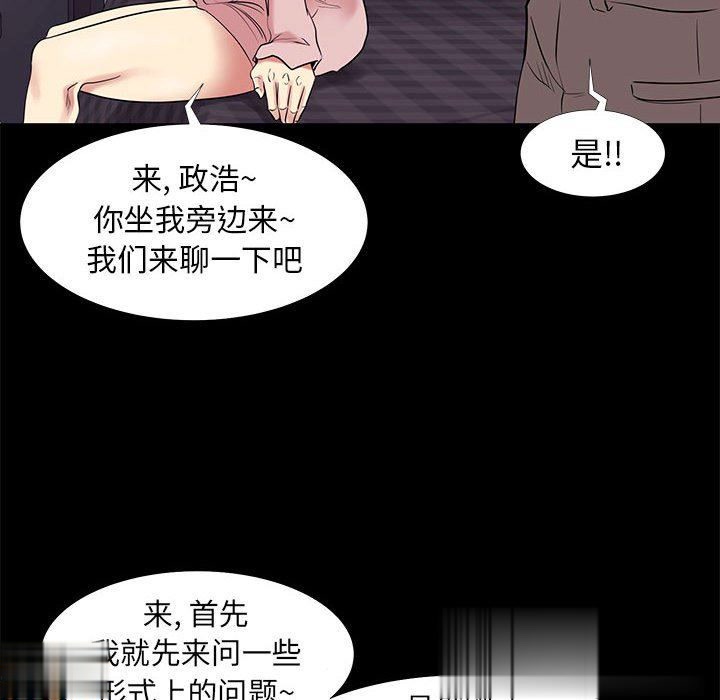 来, 政浩~
你坐我旁边来~
我们来聊一下吧
是!!
来, 首先
我就先来问一些
形式上的问题~